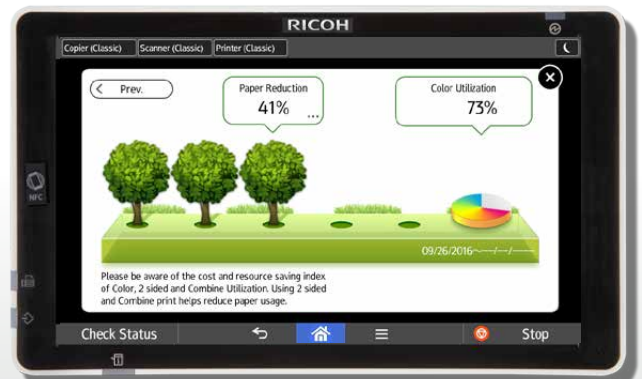 RICOH
Copier (Classic) Scanner (Classic) Printer (Classic)
Prev.
Paper Reduction
41%
...
Color Utilization
73%
NFC
09/26/2016~--/--/----
Please be aware of the cost and resource saving index
of Color, 2 sided and Combine Utilization. Using 2 sided
and Combine print helps reduce paper usage.
Check Status
Stop